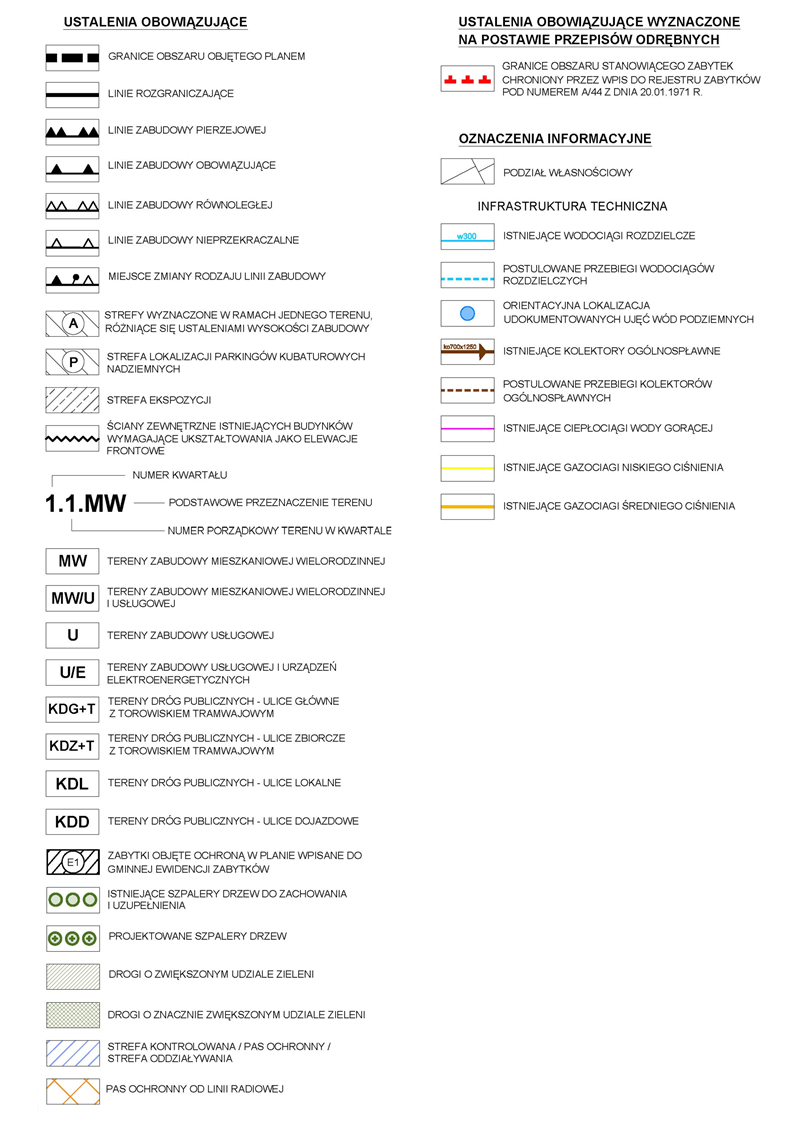 USTALENIA OBOWIĄZUJĄCE
GRANICE OBSZARU OBJĘTEGO PLANEM
LINIE ROZGRANICZAJĄCE
LINIE ZABUDOWY PIERZEJOWEJ
LINIE ZABUDOWY OBOWIĄZUJĄCE
LINIE ZABUDOWY RÓWNOLEGŁEJ
LINIE ZABUDOWY NIEPRZEKRACZALNE
MIEJSCE ZMIANY RODZAJU LINII ZABUDOWY
A
STREFY WYZNACZONE W RAMACH JEDNEGO TERENU,
RÓŻNIĄCE SIĘ USTALENIAMI WYSOKOŚCI ZABUDOWY
P
STREFA LOKALIZACJI PARKINGÓW KUBATUROWYCH
NADZIEMNYCH
STREFA EKSPOZYCJI
ŚCIANY ZEWNĘTRZNE ISTNIEJĄCYCH BUDYNKÓW
WYMAGAJĄCE UKSZTAŁTOWANIA JAKO ELEWACJE
FRONTOWE
NUMER KWARTAŁU
1.1.MW
PODSTAWOWE PRZEZNACZENIE TERENU
NUMER PORZĄDKOWY TERENU W KWARTALE
MW
TERENY ZABUDOWY MIESZKANIOWEJ WIELORODZINNEJ
MW/U
TERENY ZABUDOWY MIESZKANIOWEJ WIELORODZINNEJ
I USŁUGOWEJ
U
TERENY ZABUDOWY USŁUGOWEJ
U/E
TERENY ZABUDOWY USŁUGOWEJ I URZĄDZEŃ
ELEKTROENERGETYCZNYCH
KDG+T
TERENY DRÓG PUBLICZNYCH - ULICE GŁÓWNE
Z TOROWISKIEM TRAMWAJOWYM
KDZ+T
TERENY DRÓG PUBLICZNYCH - ULICE ZBIORCZE
Z TOROWISKIEM TRAMWAJOWYM
KDL
TERENY DRÓG PUBLICZNYCH - ULICE LOKALNE
KDD
TERENY DRÓG PUBLICZNYCH - ULICE DOJAZDOWE
E1
ZABYTKI OBJĘTE OCHRONĄ W PLANIE WPISANE DO
GMINNEJ EWIDENCJI ZABYTKÓW
ISTNIEJĄCE SZPALERY DRZEW DO ZACHOWANIA
I UZUPEŁNIENIA
PROJEKTOWANE SZPALERY DRZEW
DROGI O ZWIĘKSZONYM UDZIALE ZIELENI
DROGI O ZNACZNIE ZWIĘKSZONYM UDZIALE ZIELENI
STREFA KONTROLOWANA / PAS OCHRONNY /
STREFA ODDZIAŁYWANIA
PAS OCHRONNY OD LINII RADIOWEJ
USTALENIA OBOWIĄZUJĄCE WYZNACZONE
NA POSTAWIE PRZEPISÓW ODRĘBNYCH
GRANICE OBSZARU STANOWIĄCEGO ZABYTEK
CHRONIONY PRZEZ WPIS DO REJESTRU ZABYTKÓW
POD NUMEREM A/44 Z DNIA 20.01.1971 R.
OZNACZENIA INFORMACYJNE
PODZIAŁ WŁASNOŚCIOWY
INFRASTRUKTURA TECHNICZNA
w300
ISTNIEJĄCE WODOCIĄGI ROZDZIELCZE
POSTULOWANE PRZEBIEGI WODOCIĄGÓW
ROZDZIELCZYCH
ORIENTACYJNA LOKALIZACJA
UDOKUMENTOWANYCH UJĘĆ WÓD PODZIEMNYCH
ko700x1250
ISTNIEJĄCE KOLEKTORY OGÓLNOSPŁAWNE
POSTULOWANE PRZEBIEGI KOLEKTORÓW
OGÓLNOSPŁAWNYCH
ISTNIEJĄCE CIEPŁOCIĄGI WODY GORĄCEJ
ISTNIEJĄCE GAZOCIAGI NISKIEGO CIŚNIENIA
ISTNIEJĄCE GAZOCIAGI ŚREDNIEGO CIŚNIENIA